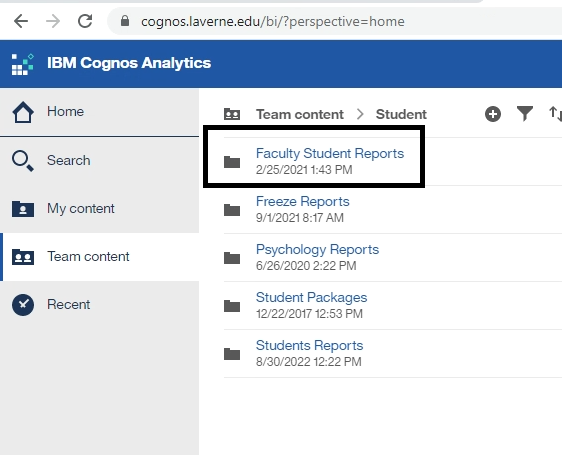 cognos.laverne.edu/bi/?perspective=home
IBM Cognos Analytics
Home
Search
My content
Team content
Recent
Team content > Student
Faculty Student Reports
2/25/2021 1:43 PM
Freeze Reports
9/1/2021 8:17 AM
Psychology Reports
6/26/2020 2:22 PM
Student Packages
12/22/2017 12:53 PM
Students Reports
8/30/2022 12:22 PM